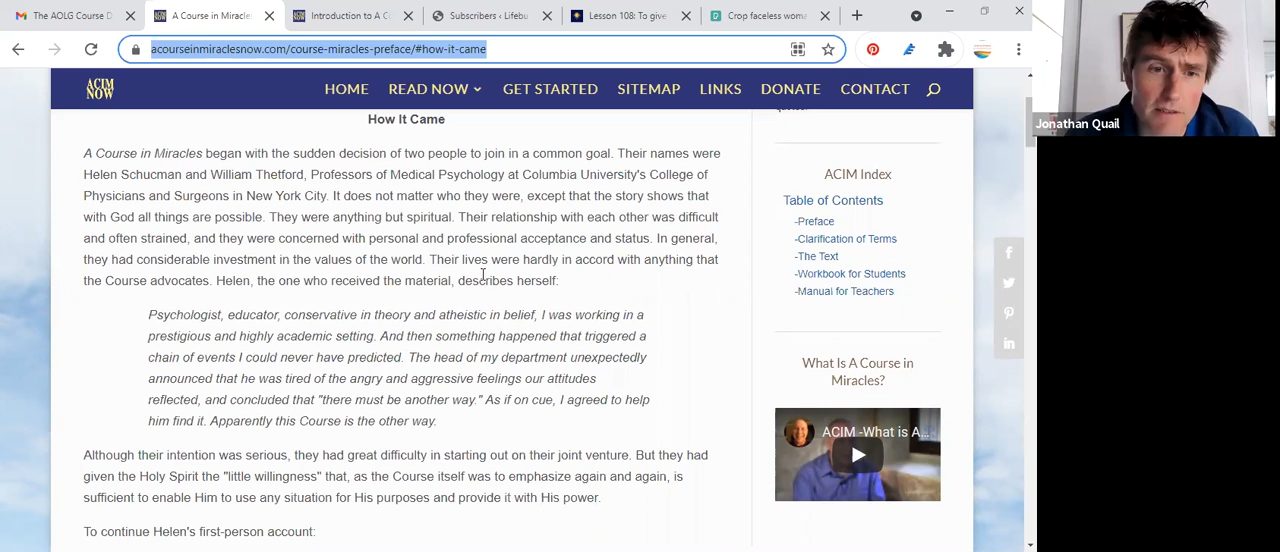 The AOLG Course D
A Course in Miracle
Introduction to A C
Subscribers ‹ Lifebu
Lesson 108: To give
Crop faceless wom
acourseinmiraclesnow.com/course-miracles-preface/#how-it-came
ACIM NOW
HOME READ NOW GET STARTED SITEMAP LINKS DONATE CONTACT
Jonathan Quail
How It Came
A Course in Miracles began with the sudden decision of two people to join in a common goal. Their names were
Helen Schucman and William Thetford, Professors of Medical Psychology at Columbia University's College of
Physicians and Surgeons in New York City. It does not matter who they were, except that the story shows that
with God all things are possible. They were anything but spiritual. Their relationship with each other was difficult
and often strained, and they were concerned with personal and professional acceptance and status. In general,
they had considerable investment in the values of the world. Their lives were hardly in accord with anything that
the Course advocates. Helen, the one who received the material, describes herself:
Psychologist, educator, conservative in theory and atheistic in belief, I was working in a
prestigious and highly academic setting. And then something happened that triggered a
chain of events I could never have predicted. The head of my department unexpectedly
announced that he was tired of the angry and aggressive feelings our attitudes
reflected, and concluded that "there must be another way." As if on cue, I agreed to help
him find it. Apparently this Course is the other way.
Although their intention was serious, they had great difficulty in starting out on their joint venture. But they had
given the Holy Spirit the "little willingness" that, as the Course itself was to emphasize again and again, is
sufficient to enable Him to use any situation for His purposes and provide it with His power.
To continue Helen's first-person account:
ACIM Index
Table of Contents
-Preface
-Clarification of Terms
-The Text
-Workbook for Students
-Manual for Teachers
What Is A Course in
Miracles?
ACIM -What is A...